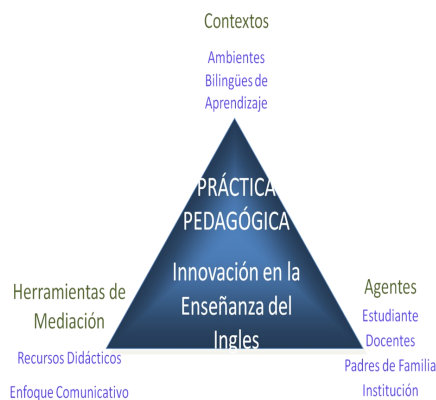 Contextos
Ambientes
Bilingües de
Aprendizaje
PRÁCTICA
PEDAGÓGICA
Innovación en la
Enseñanza del
Ingles
Herramientas de
Mediación
Recursos Didácticos
Enfoque Comunicativo
Agentes
Estudiante
Docentes
Padres de Familia
Institución